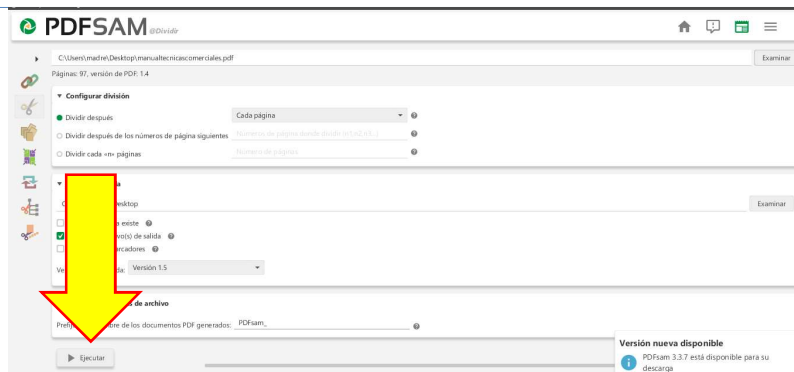 PDFSAM @Dividir
C:\Users\madre\Desktop\manualtecnicascomerciales.pdf
Examinar
Páginas: 97, versión de PDF: 1.4
Configurar división
Dividir después
Cada página
Dividir después de los números de página siguientes
Dividir cada «n» páginas
Número de páginas
esktop
Examinar
a existe
vo(s) de salida
rcadores
Versión 1.5
s de archivo
bre de los documentos PDF generados:
PDFsam_
Ejecutar
Versión nueva disponible
PDFsam 3.3.7 está disponible para su
descarga